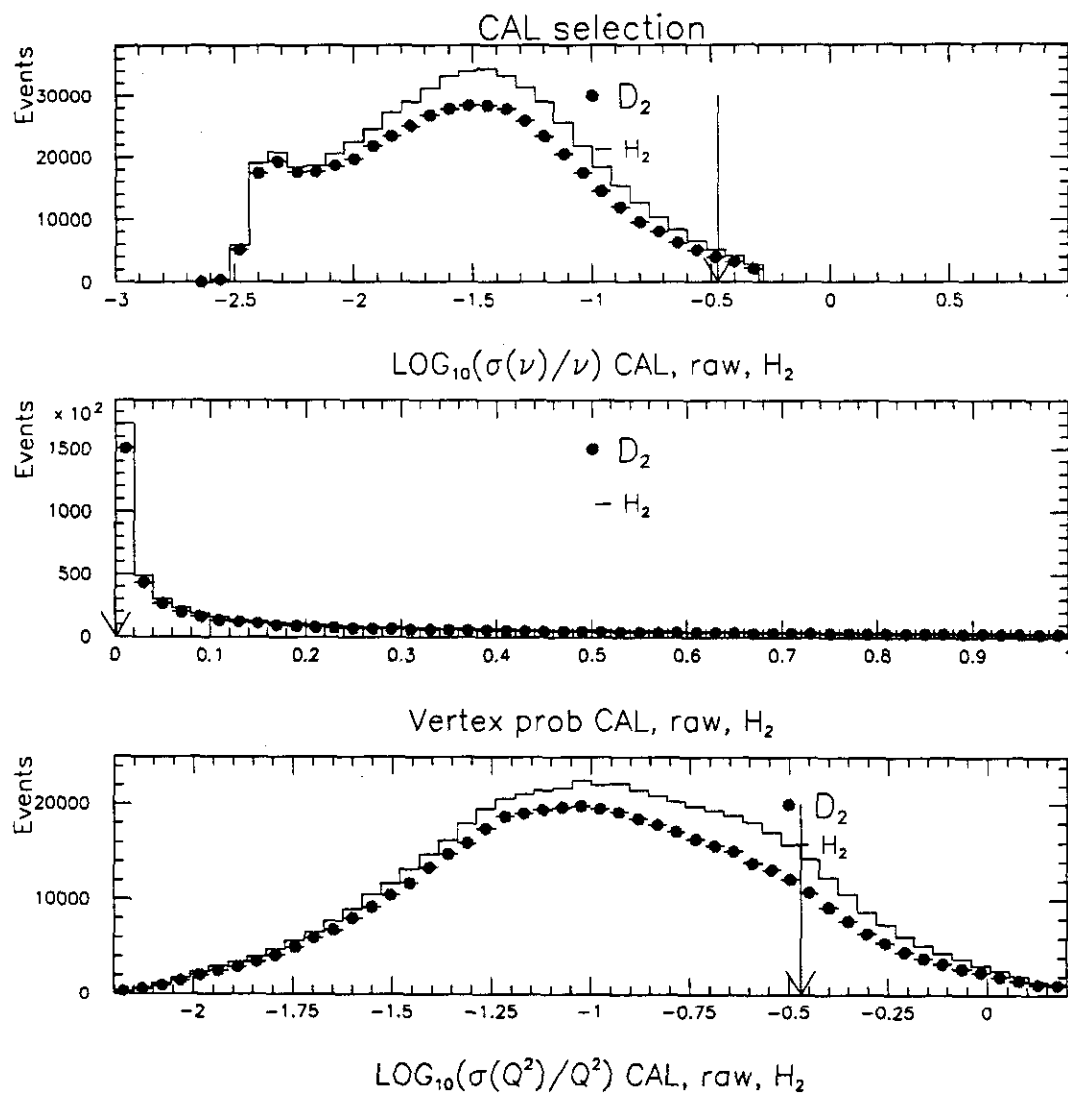 CAL selection
Events
30000
20000
10000
0
D₂
H₂
−3 −2.5 −2 −1.5 −1 −0.5 0 0.5 1
LOG₁₀(σ(ν)/ν) CAL, raw, H₂
Events
× 10²
1500
1000
500
0
D₂
H₂
0 0.1 0.2 0.3 0.4 0.5 0.6 0.7 0.8 0.9 1
Vertex prob CAL, raw, H₂
Events
20000
10000
0
D₂
H₂
−2 −1.75 −1.5 −1.25 −1 −0.75 −0.5 −0.25 0
LOG₁₀(σ(Q²)/Q²) CAL, raw, H₂